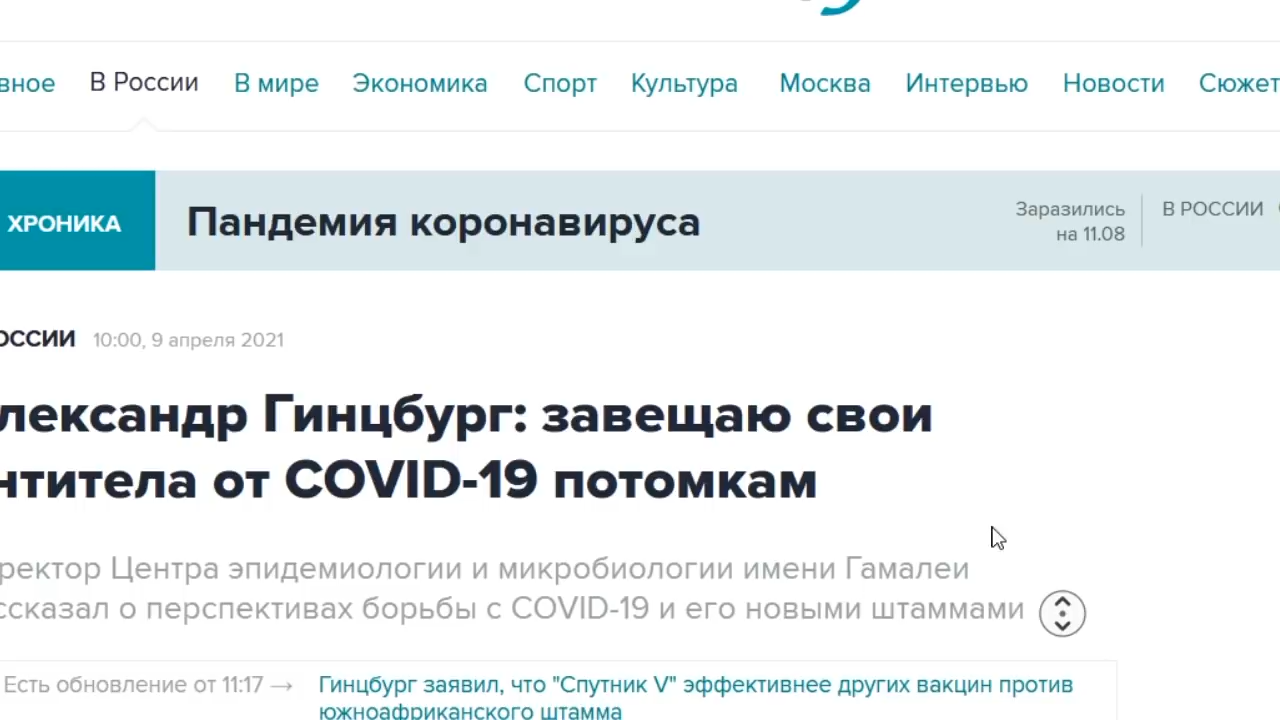 вное В России В мире Экономика Спорт Культура Москва Интервью Новости Сюжет
ХРОНИКА Пандемия коронавируса Заразились на 11.08 В РОССИИ
ОССИИ 10:00, 9 апреля 2021
лександр Гинцбург: завещаю свои
нтитела от COVID-19 потомкам
ректор Центра эпидемиологии и микробиологии имени Гамалеи
ссказал о перспективах борьбы с COVID-19 и его новыми штаммами
Есть обновление от 11:17 → Гинцбург заявил, что "Спутник V" эффективнее других вакцин против
южноафриканского штамма